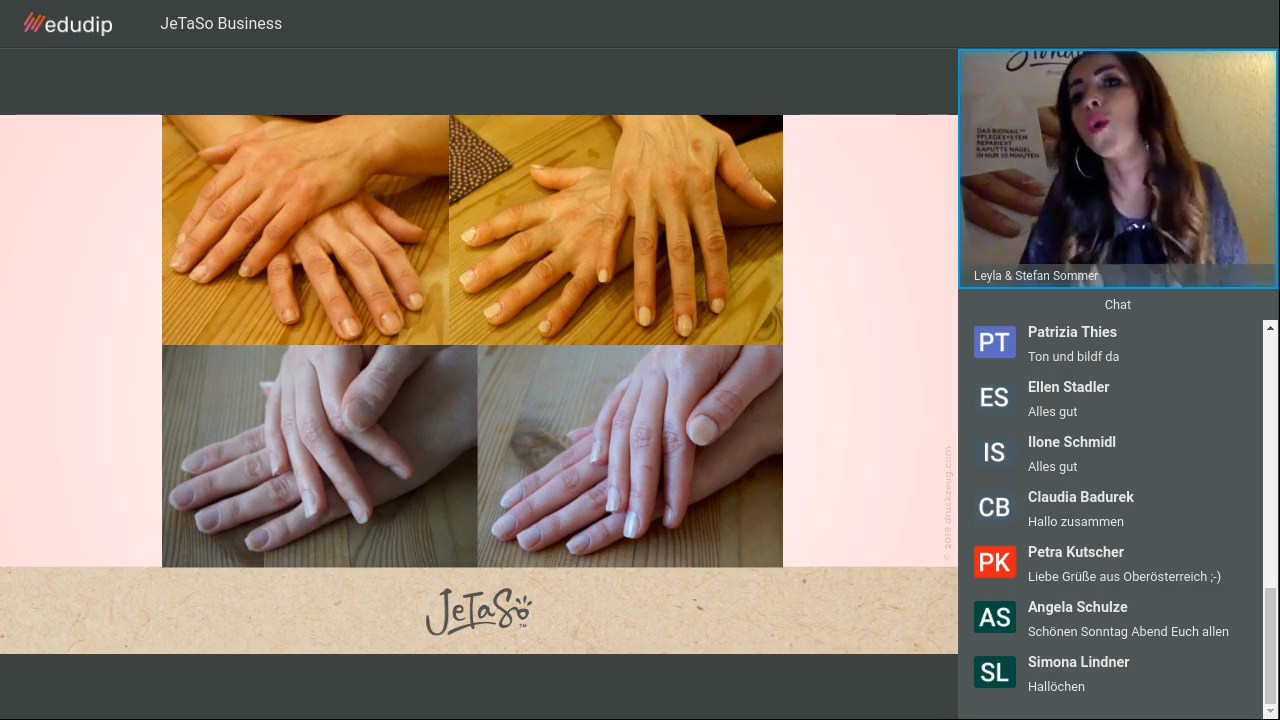 edudip
JeTaSo Business
DAS BIONAIL™
PFLEGESYSTEM
REPARIERT
KAPUTTE NÄGEL
IN NUR 10 MINUTEN
Leyla & Stefan Sommer
Chat
PT
Patrizia Thies
Ton und bildf da
ES
Ellen Stadler
Alles gut
IS
Ilone Schmidl
Alles gut
CB
Claudia Badurek
Hallo zusammen
PK
Petra Kutscher
Liebe Grüße aus Oberösterreich ;-)
AS
Angela Schulze
Schönen Sonntag Abend Euch allen
SL
Simona Lindner
Hallöchen
© 2019 druckzeug.com
JeTaSo™